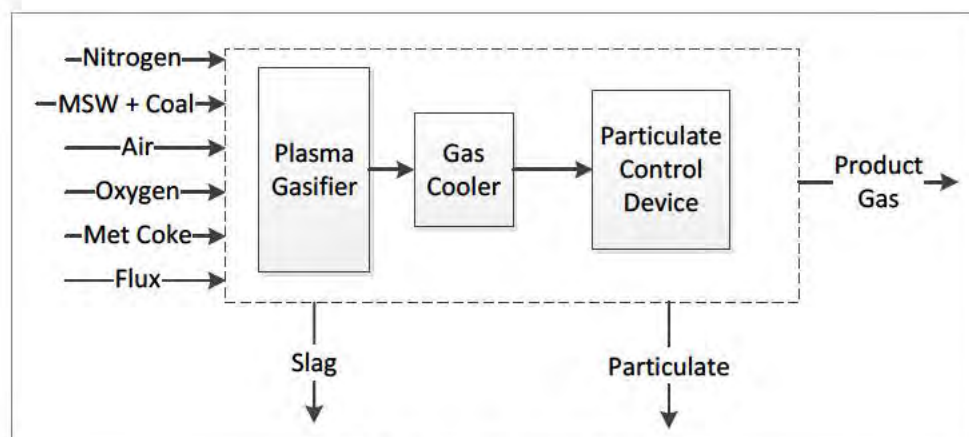 Nitrogen
MSW + Coal
Air
Oxygen
Met Coke
Flux
Plasma
Gasifier
Gas
Cooler
Particulate
Control
Device
Product
Gas
Slag
Particulate